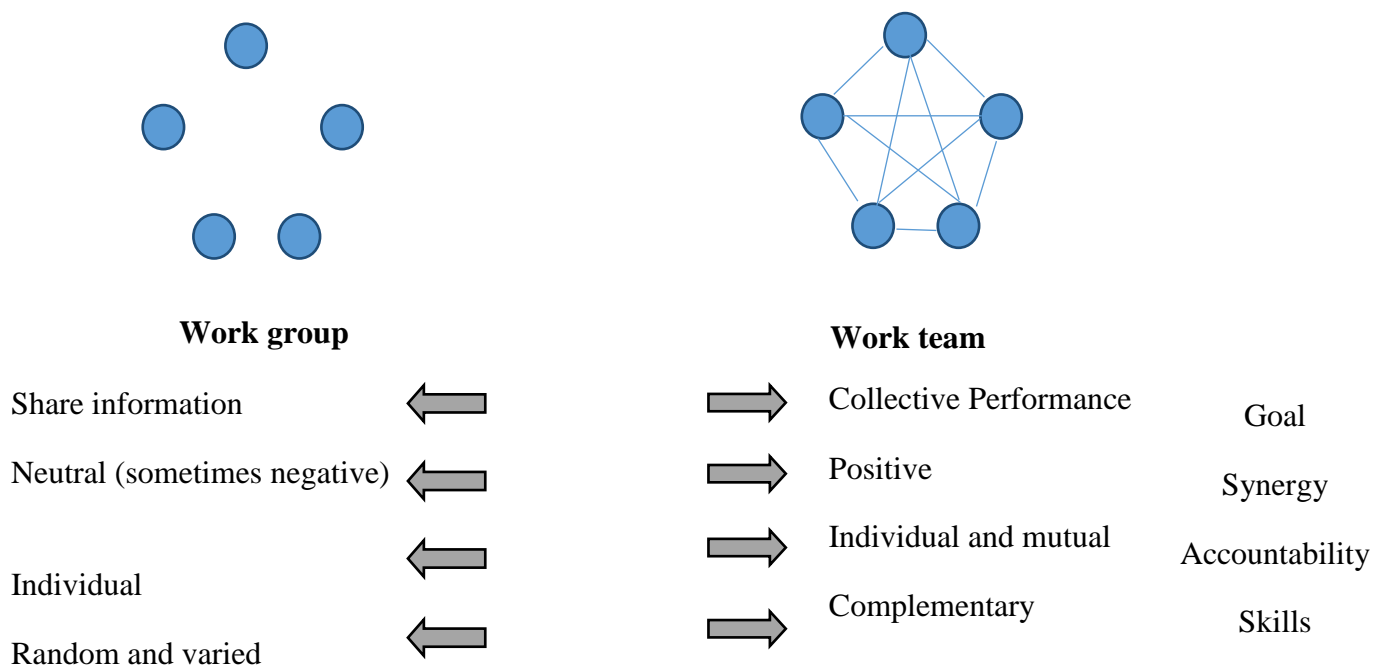 Work group
Work team
Share information
Collective Performance
Goal
Neutral (sometimes negative)
Positive
Synergy
Individual
Individual and mutual
Accountability
Random and varied
Complementary
Skills